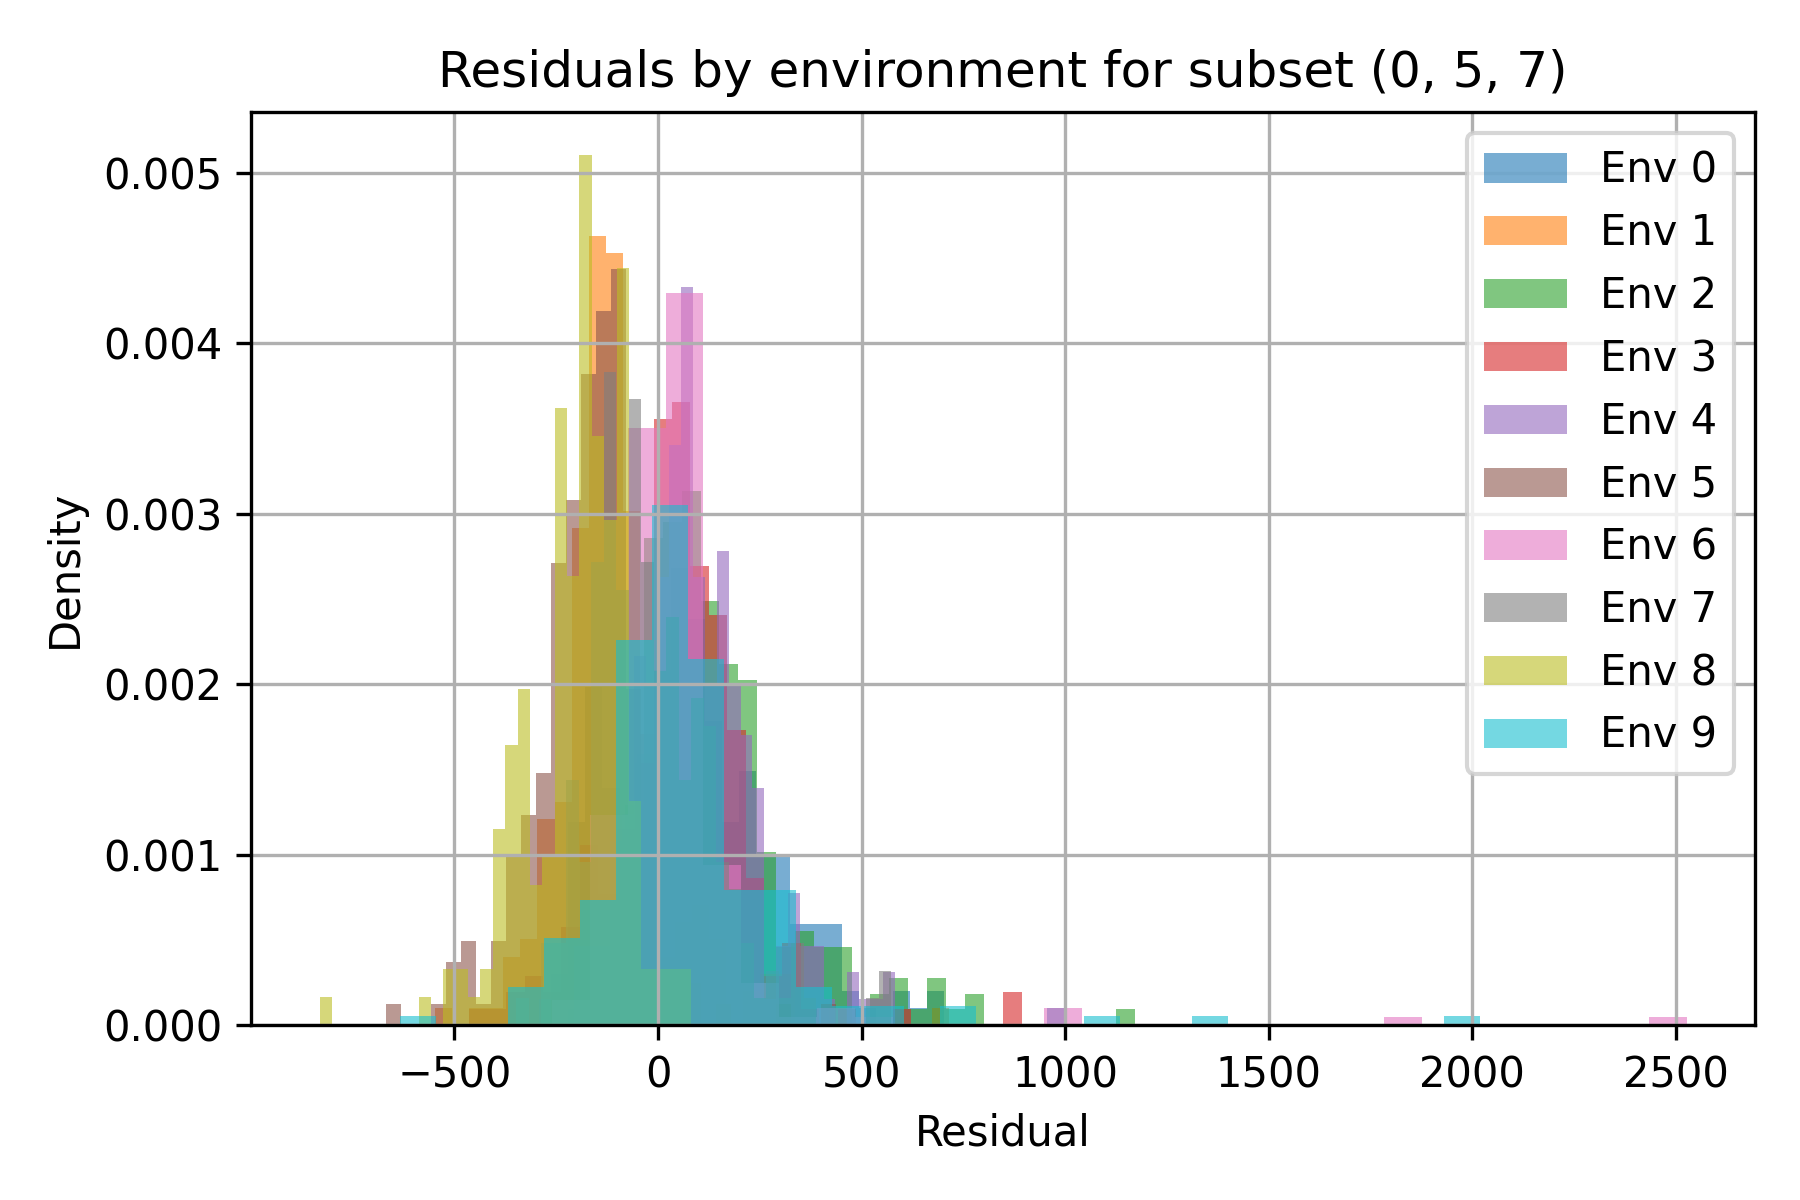 Residuals by environment for subset (0, 5, 7)
0.005
0.004
0.003
0.002
0.001
0.000
Density
−500
0
500
1000
1500
2000
2500
Residual
Env 0
Env 1
Env 2
Env 3
Env 4
Env 5
Env 6
Env 7
Env 8
Env 9